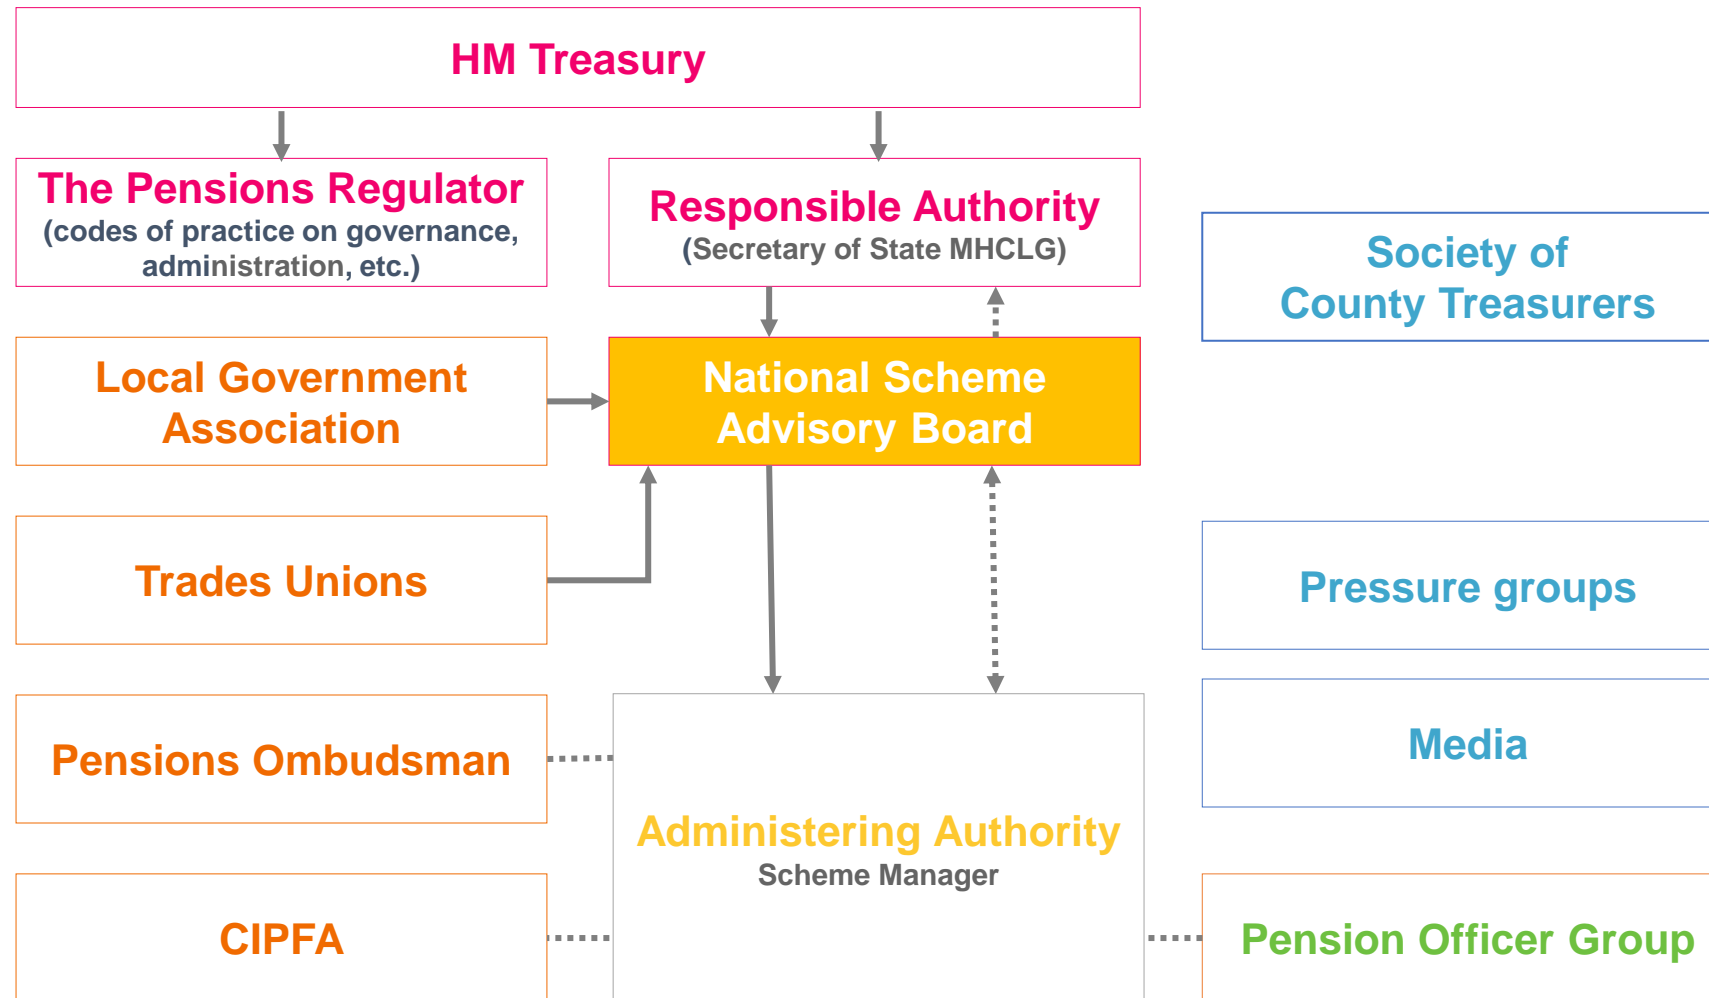 HM Treasury
The Pensions Regulator
(codes of practice on governance,
administration, etc.)
Responsible Authority
(Secretary of State MHCLG)
Society of
County Treasurers
Local Government
Association
National Scheme
Advisory Board
Trades Unions
Pressure groups
Pensions Ombudsman
Media
Administering Authority
Scheme Manager
CIPFA
Pension Officer Group